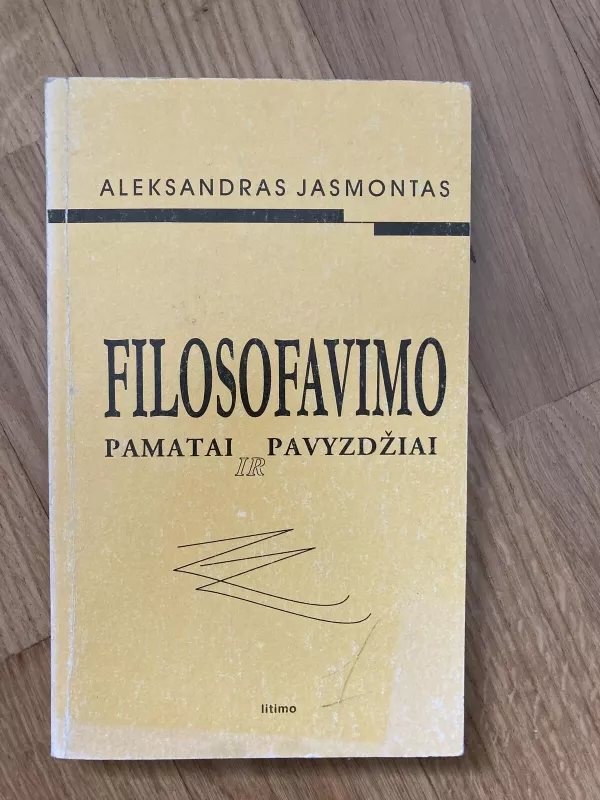 ALEKSANDRAS JASMONTAS
FILOSOFAVIMO
PAMATAI IR PAVYZDŽIAI
litimo